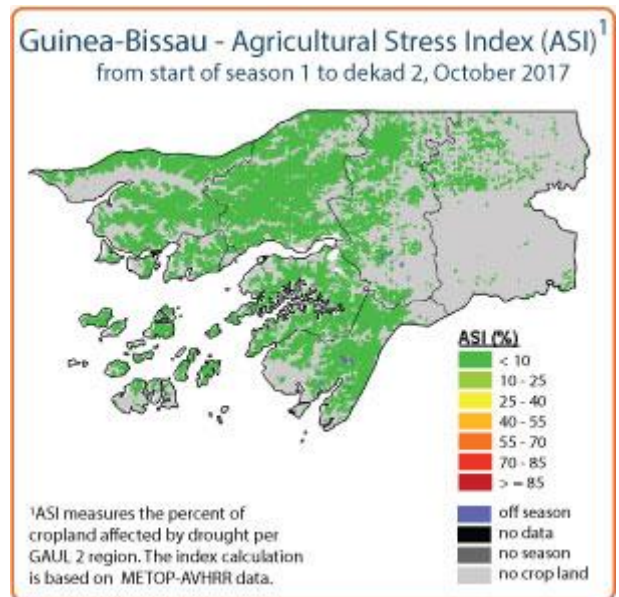 Guinea-Bissau - Agricultural Stress Index (ASI)¹
from start of season 1 to dekad 2, October 2017
ASI (%)
< 10
10 - 25
25 - 40
40 - 55
55 - 70
70 - 85
> = 85
off season
no data
no season
no crop land
¹ASI measures the percent of
cropland affected by drought per
GAUL 2 region. The index calculation
is based on METOP-AVHRR data.